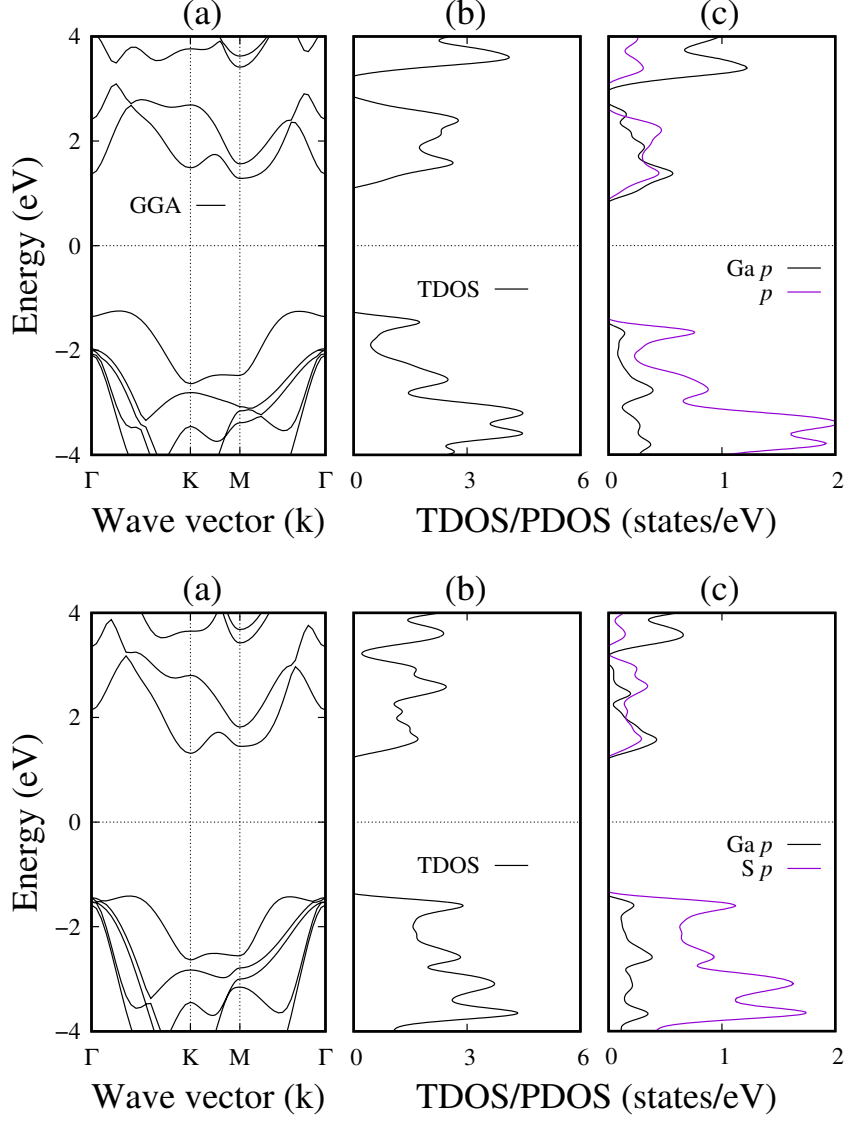 (a) (b) (c)
4
2
0
−2
−4
Energy (eV)
GGA
TDOS
Ga p
p
Γ K M Γ 0 3 6 0 1 2
Wave vector (k) TDOS/PDOS (states/eV)
(a) (b) (c)
4
2
0
−2
−4
Energy (eV)
TDOS
Ga p
S p
Γ K M Γ 0 3 6 0 1 2
Wave vector (k) TDOS/PDOS (states/eV)